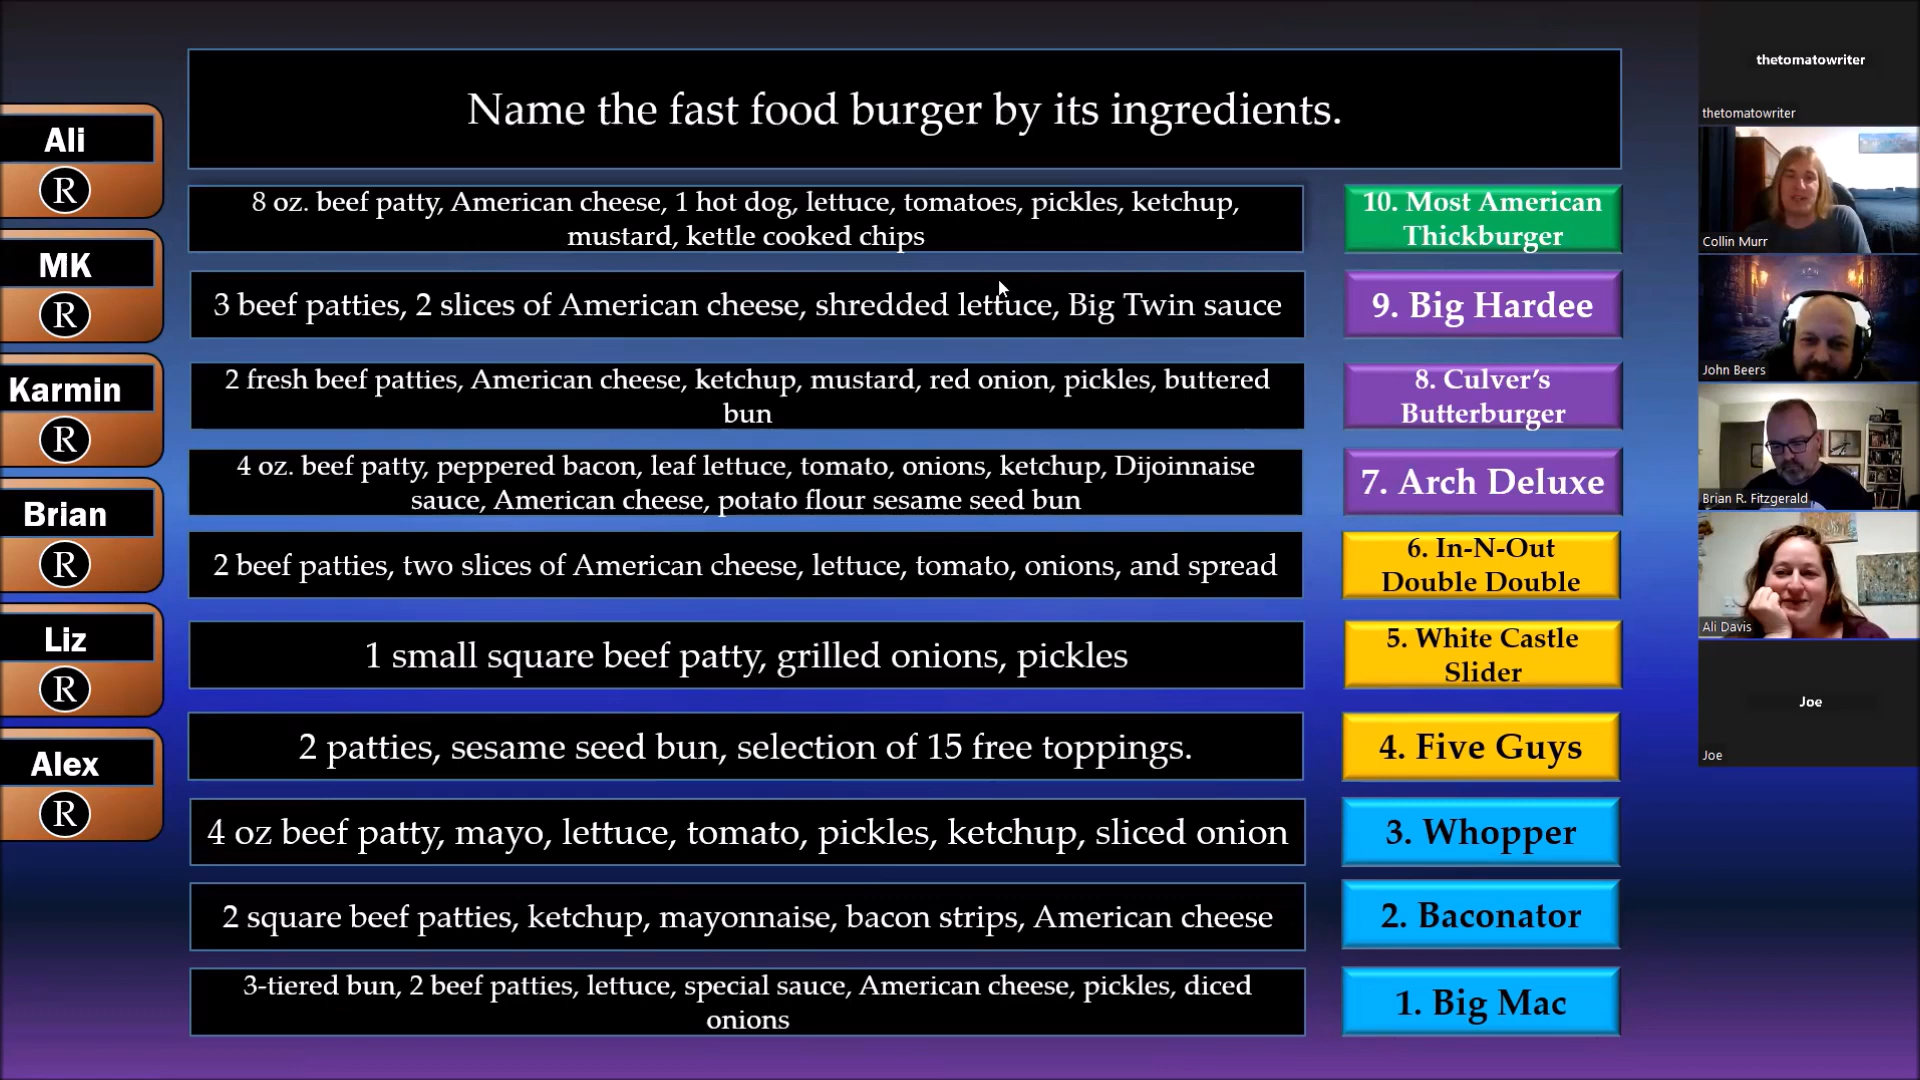 Name the fast food burger by its ingredients.
Ali
R
MK
R
Karmin
R
Brian
R
Liz
R
Alex
R
8 oz. beef patty, American cheese, 1 hot dog, lettuce, tomatoes, pickles, ketchup,
mustard, kettle cooked chips
10. Most American
Thickburger
3 beef patties, 2 slices of American cheese, shredded lettuce, Big Twin sauce
9. Big Hardee
2 fresh beef patties, American cheese, ketchup, mustard, red onion, pickles, buttered
bun
8. Culver's
Butterburger
4 oz. beef patty, peppered bacon, leaf lettuce, tomato, onions, ketchup, Dijoinnaise
sauce, American cheese, potato flour sesame seed bun
7. Arch Deluxe
2 beef patties, two slices of American cheese, lettuce, tomato, onions, and spread
6. In-N-Out
Double Double
1 small square beef patty, grilled onions, pickles
5. White Castle
Slider
2 patties, sesame seed bun, selection of 15 free toppings.
4. Five Guys
4 oz beef patty, mayo, lettuce, tomato, pickles, ketchup, sliced onion
3. Whopper
2 square beef patties, ketchup, mayonnaise, bacon strips, American cheese
2. Baconator
3-tiered bun, 2 beef patties, lettuce, special sauce, American cheese, pickles, diced
onions
1. Big Mac
thetomatowriter
thetomatowriter
Collin Murr
John Beers
Brian R. Fitzgerald
Ali Davis
Joe
Joe